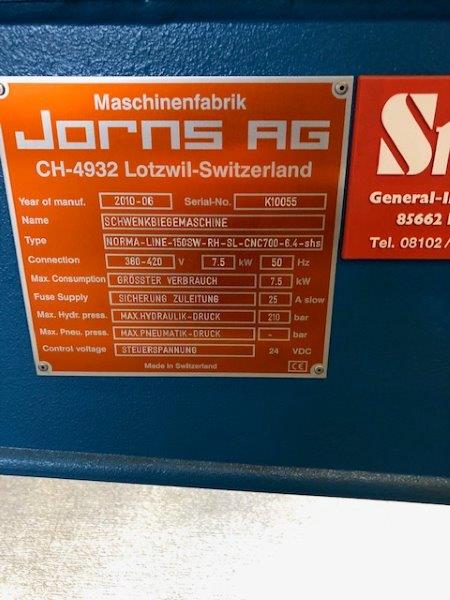 Maschinenfabrik
Jorns AG
CH-4932 Lotzwil-Switzerland
Year of manuf. 2010-06 Serial-No. K10055
Name SCHWENKBIEGEMASCHINE
Type NORMA-LINE-150SW-RH-SL-CNC700-6.4-shs
Connection 380-420 V 7.5 kW 50 Hz
Max. Consumption GRÖSSTER VERBRAUCH 7.5 kW
Fuse Supply SICHERUNG ZULEITUNG 25 A slow
Max. Hydr. press. MAX.HYDRAULIK-DRUCK 210 bar
Max. Pneu. press. MAX.PNEUMATIK-DRUCK - bar
Control voltage STEUERSPANNUNG 24 VDC
Made in Switzerland CE
General-I
85662
Tel. 08102/